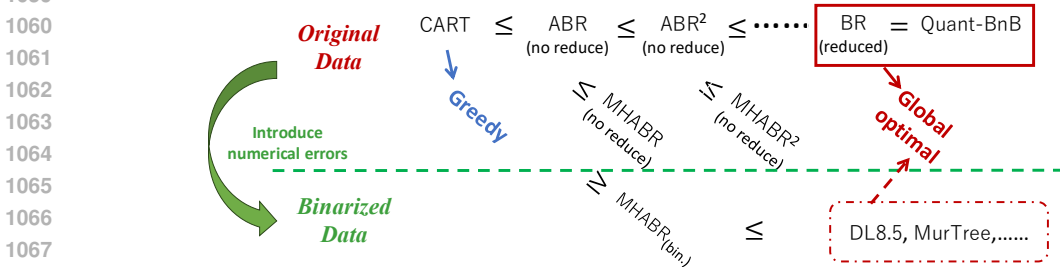 1060
1061
1062
1063
1064
1065
1066
1067
Original
Data
CART ≤ ABR ≤ ABR² ≤ ······ BR = Quant-BnB
(no reduce) (no reduce) (reduced)
Greedy
≤ MHABR
(no reduce)
≤ MHABR²
(no reduce)
Global
optimal
Introduce
numerical errors
Binarized
Data
≥ MHABR(bin.) ≤ DL8.5, MurTree,......